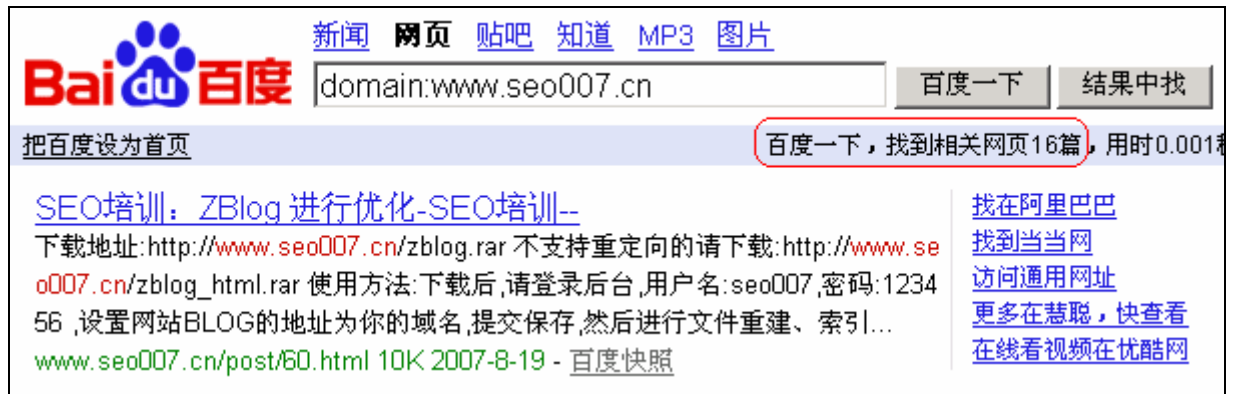 新闻 网页 贴吧 知道 MP3 图片
Baidu百度 domain:www.seo007.cn 百度一下 结果中找
把百度设为首页 百度一下，找到相关网页16篇，用时0.001
SEO培训：ZBlog 进行优化-SEO培训--
下载地址:http://www.seo007.cn/zblog.rar 不支持重定向的请下载:http://www.se
o007.cn/zblog_html.rar 使用方法:下载后,请登录后台,用户名:seo007,密码:1234
56 ,设置网站BLOG的地址为你的域名,提交保存,然后进行文件重建、索引...
www.seo007.cn/post/60.html 10K 2007-8-19 - 百度快照
找在阿里巴巴
找到当当网
访问通用网址
更多在慧聪，快查看
在线看视频在优酷网